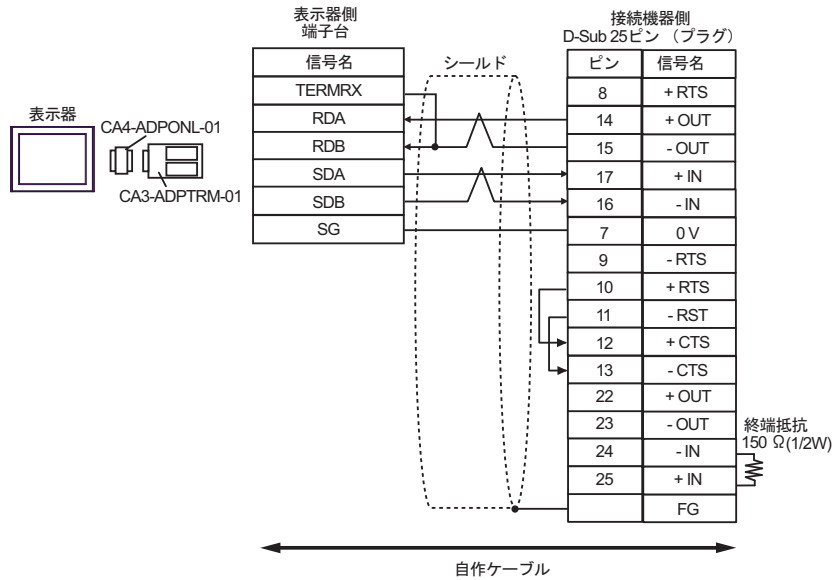 表示器側
端子台
接続機器側
D-Sub 25ピン （プラグ）
信号名
シールド
ピン
信号名
TERMRX
8
+ RTS
表示器
CA4-ADPONL-01
RDA
14
+ OUT
RDB
15
- OUT
SDA
17
+ IN
CA3-ADPTRM-01
SDB
16
- IN
SG
7
0 V
9
- RTS
10
+ RTS
11
- RST
12
+ CTS
13
- CTS
22
+ OUT
23
- OUT
終端抵抗
150 Ω(1/2W)
24
- IN
25
+ IN
FG
自作ケーブル